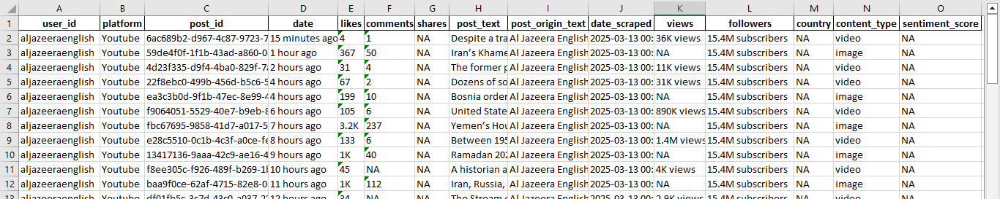 A B C D E F G H I J K L M N O
1 user_id platform post_id date likes comments shares post_text post_origin_text date_scraped views followers country content_type sentiment_score
2 aljazeeraenglish Youtube 6ac689b2-d967-4c87-9723-7 15 minutes ago 4 1 NA Despite a tra Al Jazeera English 2025-03-13 00: 36K views 15.4M subscribers NA video NA
3 aljazeeraenglish Youtube 59de4f0f-1f1b-43ad-a860-0 1 hour ago 367 50 NA Iran's Khame Al Jazeera English 2025-03-13 00: NA 15.4M subscribers NA image NA
4 aljazeeraenglish Youtube 4d23f335-d9f4-4ba0-829f-7 2 hours ago 31 4 NA The former p Al Jazeera English 2025-03-13 00: 11K views 15.4M subscribers NA video NA
5 aljazeeraenglish Youtube 22f8ebc0-499b-456d-b5c6-5 4 hours ago 67 2 NA Dozens of so Al Jazeera English 2025-03-13 00: 31K views 15.4M subscribers NA video NA
6 aljazeeraenglish Youtube ea3c3b0d-9f1b-47ec-8e99-4 4 hours ago 199 10 NA Bosnia order Al Jazeera English 2025-03-13 00: NA 15.4M subscribers NA image NA
7 aljazeeraenglish Youtube f9064051-5529-40e7-b9eb-8 6 hours ago 105 6 NA United State Al Jazeera English 2025-03-13 00: 890K views 15.4M subscribers NA video NA
8 aljazeeraenglish Youtube fbc67695-9858-41d7-a017-5 7 hours ago 3.2K 237 NA Yemen's Hou Al Jazeera English 2025-03-13 00: NA 15.4M subscribers NA image NA
9 aljazeeraenglish Youtube e28c5510-0c1b-4c3f-a0ce-fe 8 hours ago 133 6 NA Between 195 Al Jazeera English 2025-03-13 00: 1.4M views 15.4M subscribers NA video NA
10 aljazeeraenglish Youtube 13417136-9aaa-42c9-ae16-4 9 hours ago 1K 40 NA Ramadan 202 Al Jazeera English 2025-03-13 00: NA 15.4M subscribers NA image NA
11 aljazeeraenglish Youtube f8ee305c-f926-489f-b269-1 10 hours ago 45 NA NA A historian a Al Jazeera English 2025-03-13 00: 4K views 15.4M subscribers NA video NA
12 aljazeeraenglish Youtube baa9f0ce-62af-4715-82e8-0 11 hours ago 1K 112 NA Iran, Russia, Al Jazeera English 2025-03-13 00: NA 15.4M subscribers NA image NA
13 aljazeeraenglish Youtube 12 hours ago 34 NA NA The Stream Al Jazeera English 2025-03-13 00: 2.9K views 15.4M subscribers NA video NA